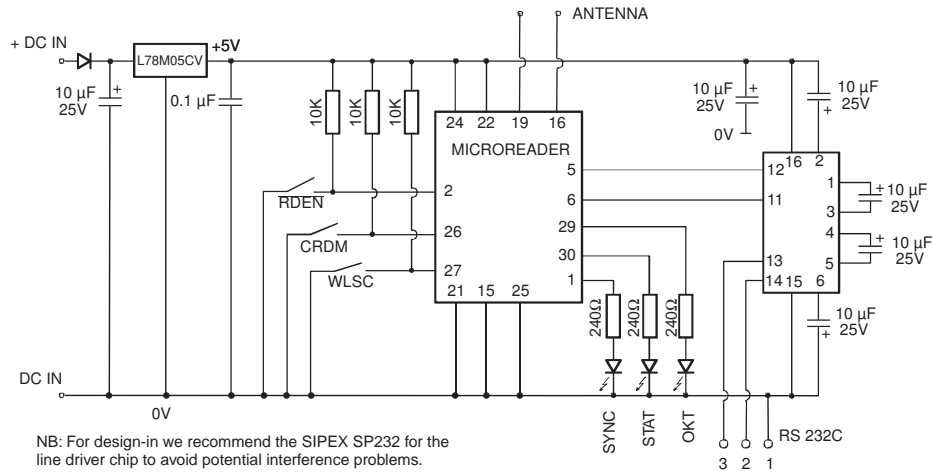 ANTENNA
+ DC IN
L78M05CV
+5V
10 µF
25V
+
0.1 µF
10K
10K
10K
24
22
19
16
MICROREADER
2
26
27
21
15
25
5
6
29
30
1
RDEN
CRDM
WLSC
240Ω
240Ω
240Ω
SYNC
STAT
OKT
10 µF
25V
+
0V
10 µF
25V
+
16
2
12
11
13
14
15
6
1
3
4
5
+
10 µF
25V
+
10 µF
25V
10 µF
25V
+
DC IN
0V
RS 232C
3
2
1
NB: For design-in we recommend the SIPEX SP232 for the
line driver chip to avoid potential interference problems.